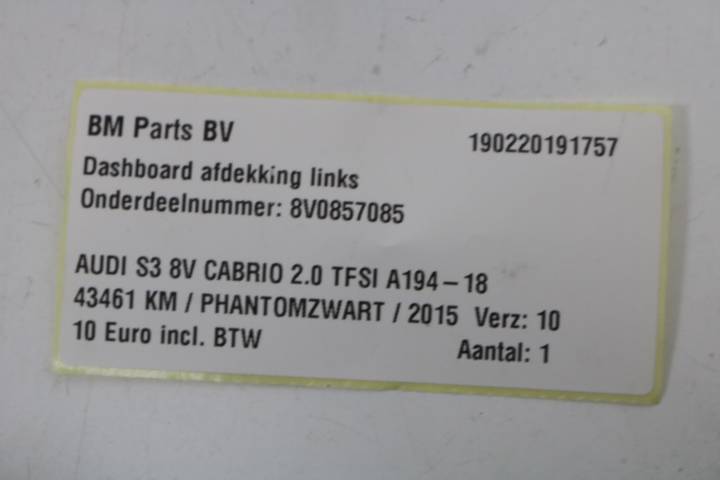 BM Parts BV 190220191757
Dashboard afdekking links
Onderdeelnummer: 8V0857085
AUDI S3 8V CABRIO 2.0 TFSI A194-18
43461 KM / PHANTOMZWART / 2015 Verz: 10
10 Euro incl. BTW Aantal: 1